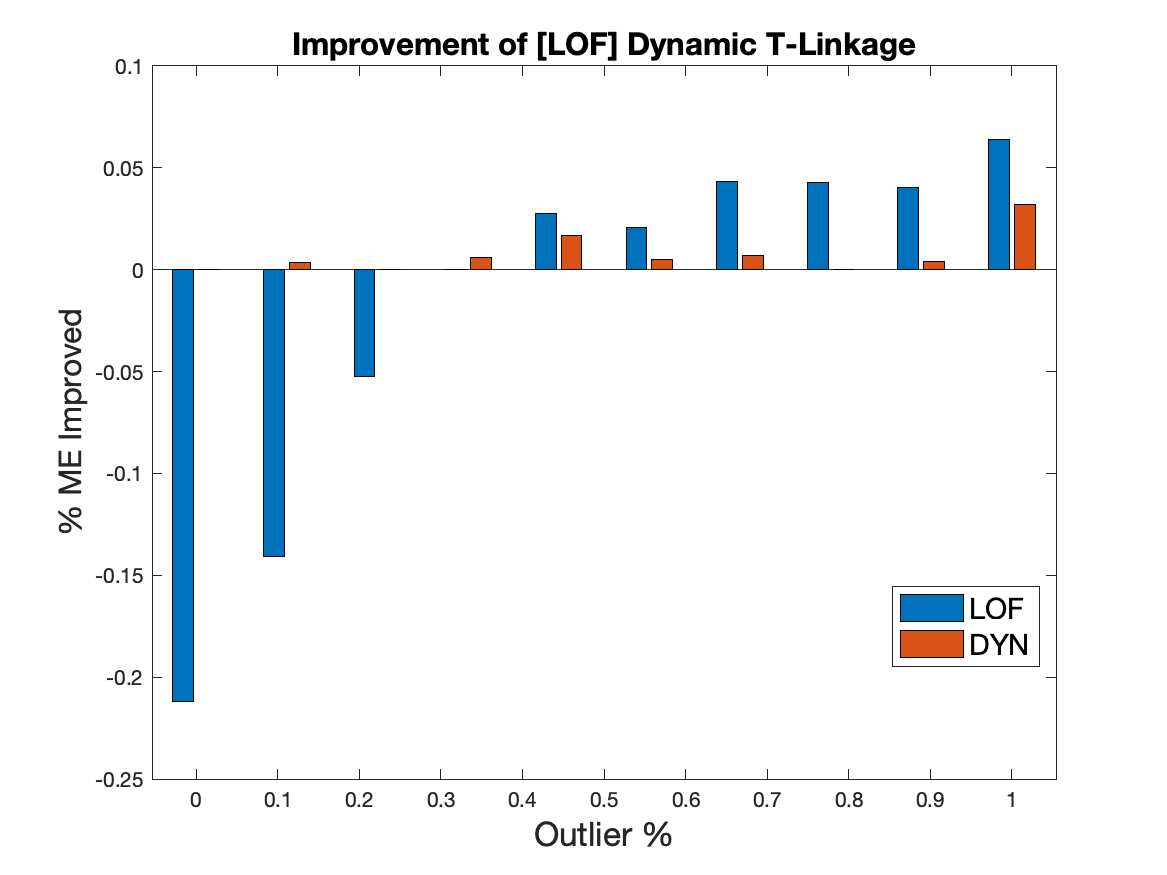 Improvement of [LOF] Dynamic T-Linkage
0.1
0.05
0
-0.05
-0.1
-0.15
-0.2
-0.25
% ME Improved
0 0.1 0.2 0.3 0.4 0.5 0.6 0.7 0.8 0.9 1
Outlier %
LOF
DYN